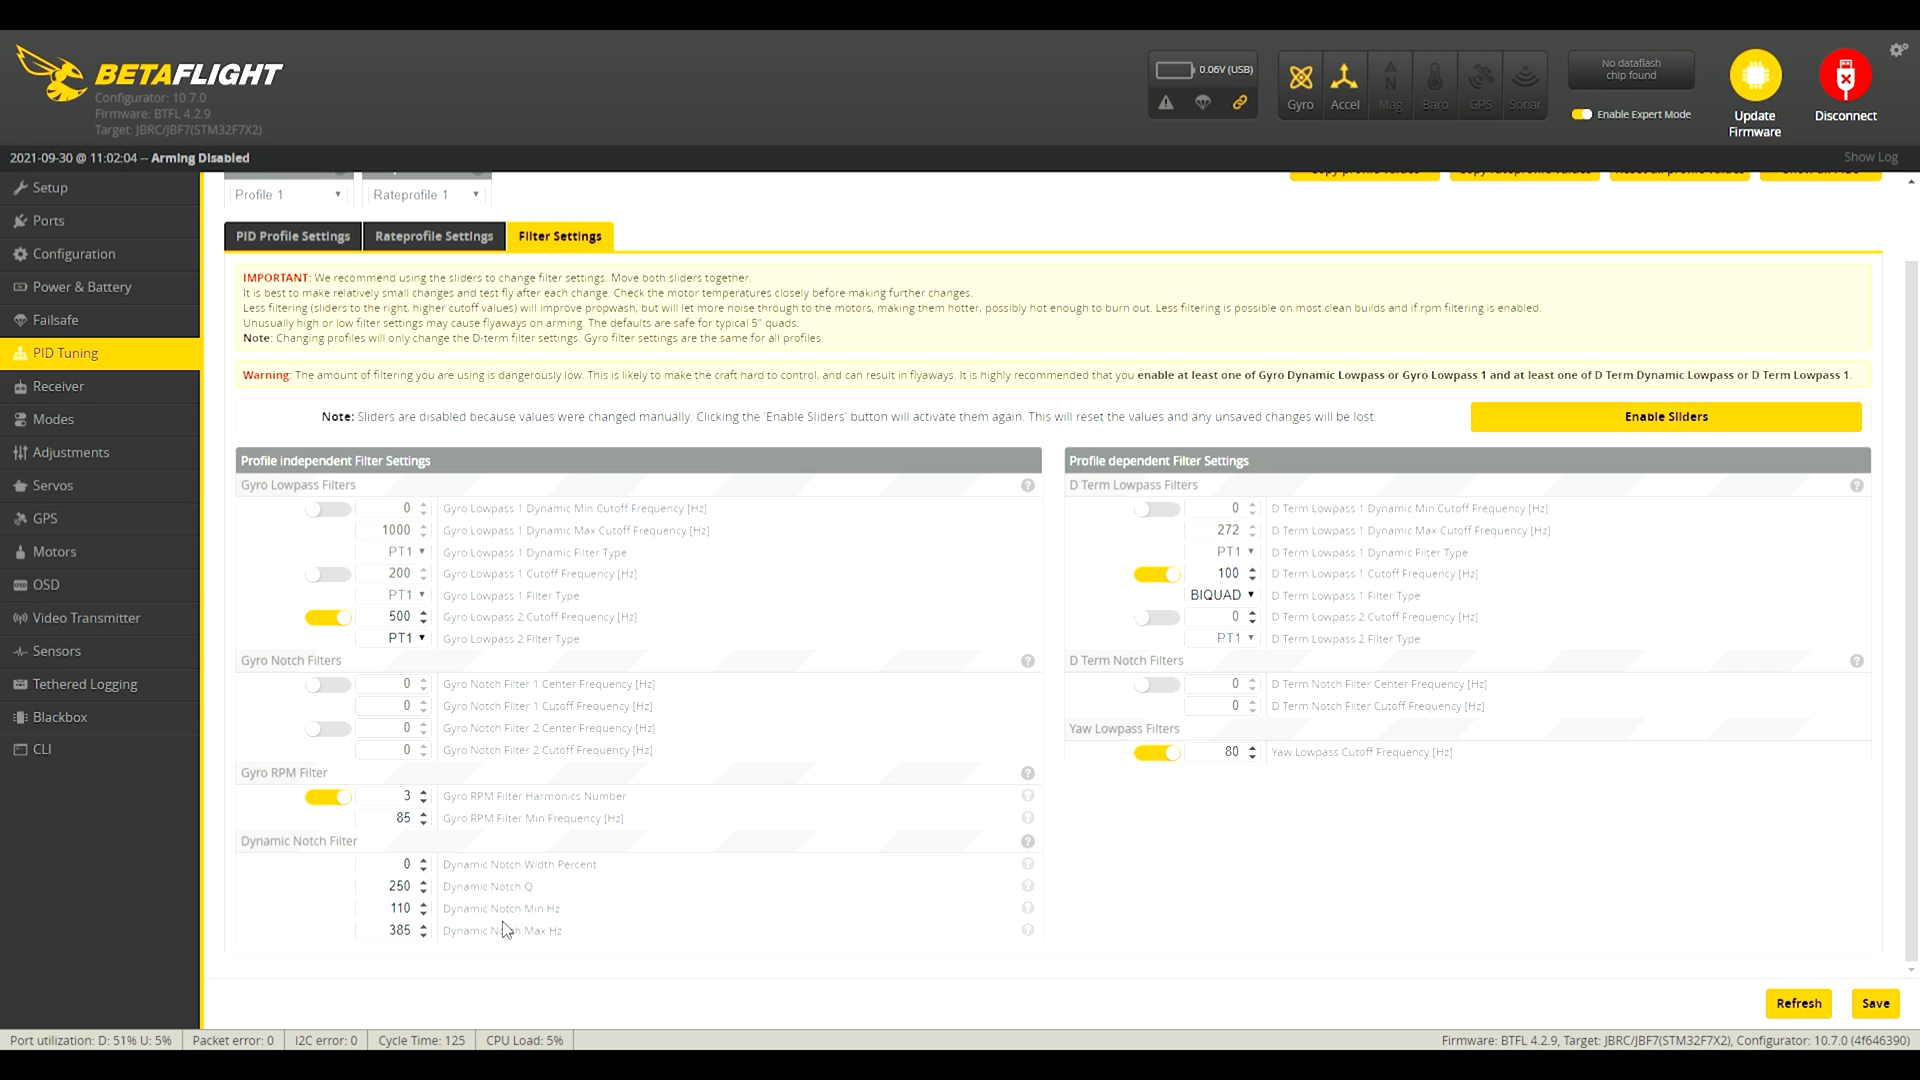 BETAFLIGHT
Configurator: 10.7.0
Firmware: BTFL 4.2.9
Target: JBRC/JBF7(STM32F7X2)
0.06V (USB)
Gyro
Accel
Mag
Baro
GPS
Sonar
No dataflash
chip found
Enable Expert Mode
Update
Firmware
Disconnect
2021-09-30 @ 11:02:04 -- Arming Disabled
Show Log
Setup
Ports
Configuration
Power & Battery
Failsafe
PID Tuning
Receiver
Modes
Adjustments
Servos
GPS
Motors
OSD
Video Transmitter
Sensors
Tethered Logging
Blackbox
CLI
Profile 1
Rateprofile 1
PID Profile Settings
Rateprofile Settings
Filter Settings
IMPORTANT: We recommend using the sliders to change filter settings. Move both sliders together.
It is best to make relatively small changes and test fly after each change. Check the motor temperatures closely before making further changes.
Less filtering (sliders to the right, higher cutoff values) will improve propwash, but will let more noise through to the motors, making them hotter, possibly hot enough to burn out. Less filtering is possible on most clean builds and if rpm filtering is enabled.
Unusually high or low filter settings may cause flyaways on arming. The defaults are safe for typical 5" quads.
Note: Changing profiles will only change the D-term filter settings. Gyro filter settings are the same for all profiles.
Warning: The amount of filtering you are using is dangerously low. This is likely to make the craft hard to control, and can result in flyaways. It is highly recommended that you enable at least one of Gyro Dynamic Lowpass or Gyro Lowpass 1 and at least one of D Term Dynamic Lowpass or D Term Lowpass 1.
Note: Sliders are disabled because values were changed manually. Clicking the 'Enable Sliders' button will activate them again. This will reset the values and any unsaved changes will be lost.
Enable Sliders
Profile independent Filter Settings
Gyro Lowpass Filters
0 Gyro Lowpass 1 Dynamic Min Cutoff Frequency [Hz]
1000 Gyro Lowpass 1 Dynamic Max Cutoff Frequency [Hz]
PT1 Gyro Lowpass 1 Dynamic Filter Type
200 Gyro Lowpass 1 Cutoff Frequency [Hz]
PT1 Gyro Lowpass 1 Filter Type
500 Gyro Lowpass 2 Cutoff Frequency [Hz]
PT1 Gyro Lowpass 2 Filter Type
Gyro Notch Filters
0 Gyro Notch Filter 1 Center Frequency [Hz]
0 Gyro Notch Filter 1 Cutoff Frequency [Hz]
0 Gyro Notch Filter 2 Center Frequency [Hz]
0 Gyro Notch Filter 2 Cutoff Frequency [Hz]
Gyro RPM Filter
3 Gyro RPM Filter Harmonics Number
85 Gyro RPM Filter Min Frequency [Hz]
Dynamic Notch Filter
0 Dynamic Notch Width Percent
250 Dynamic Notch Q
110 Dynamic Notch Min Hz
385 Dynamic Notch Max Hz
Profile dependent Filter Settings
D Term Lowpass Filters
0 D Term Lowpass 1 Dynamic Min Cutoff Frequency [Hz]
272 D Term Lowpass 1 Dynamic Max Cutoff Frequency [Hz]
PT1 D Term Lowpass 1 Dynamic Filter Type
100 D Term Lowpass 1 Cutoff Frequency [Hz]
BIQUAD D Term Lowpass 1 Filter Type
0 D Term Lowpass 2 Cutoff Frequency [Hz]
PT1 D Term Lowpass 2 Filter Type
D Term Notch Filters
0 D Term Notch Filter Center Frequency [Hz]
0 D Term Notch Filter Cutoff Frequency [Hz]
Yaw Lowpass Filters
80 Yaw Lowpass Cutoff Frequency [Hz]
Refresh
Save
Port utilization: D: 51% U: 5%
Packet error: 0
I2C error: 0
Cycle Time: 125
CPU Load: 5%
Firmware: BTFL 4.2.9, Target: JBRC/JBF7(STM32F7X2), Configurator: 10.7.0 (4f646390)